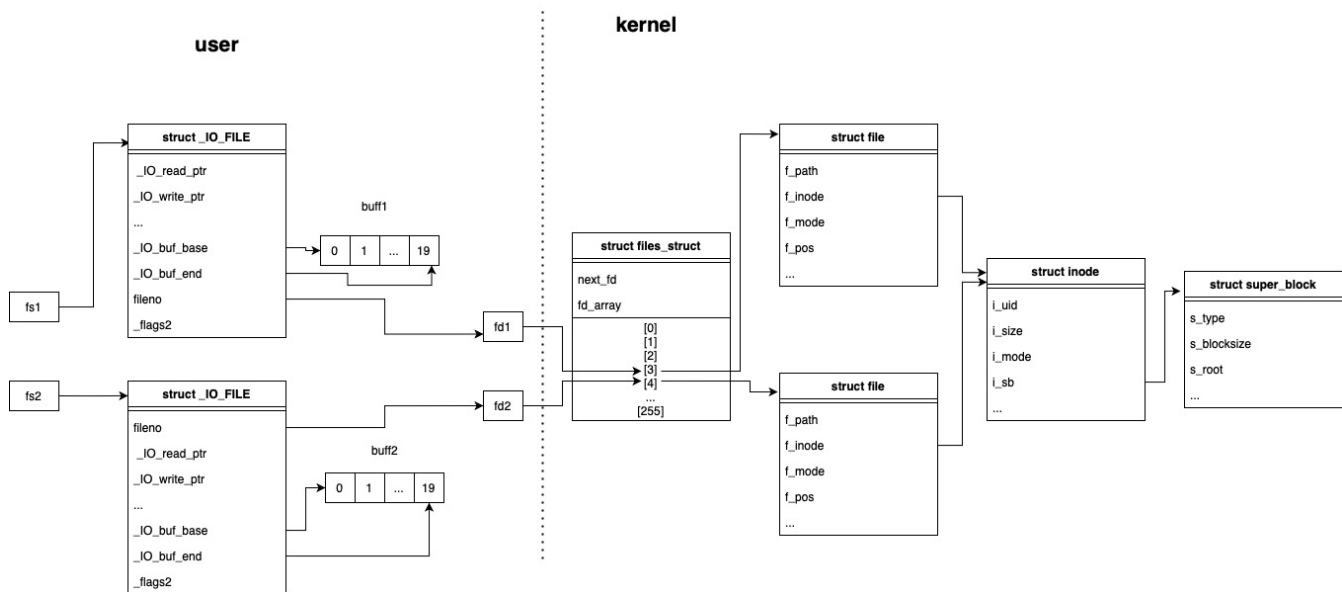 user
kernel
struct _IO_FILE
_IO_read_ptr
_IO_write_ptr
...
_IO_buf_base
_IO_buf_end
fileno
_flags2
buff1
0 1 ... 19
fs1
fd1
fs2
struct _IO_FILE
fileno
_IO_read_ptr
_IO_write_ptr
...
_IO_buf_base
_IO_buf_end
_flags2
fd2
buff2
0 1 ... 19
struct files_struct
next_fd
fd_array
[0]
[1]
[2]
[3]
[4]
...
[255]
struct file
f_path
f_inode
f_mode
f_pos
...
struct file
f_path
f_inode
f_mode
f_pos
...
struct inode
i_uid
i_size
i_mode
i_sb
...
struct super_block
s_type
s_blocksize
s_root
...